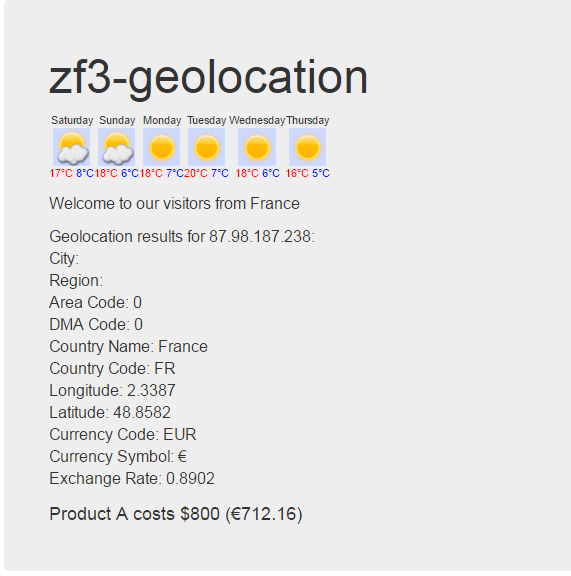 zf3-geolocation
Saturday Sunday Monday Tuesday Wednesday Thursday
17°C 8°C 18°C 6°C 18°C 7°C 20°C 7°C 18°C 6°C 16°C 5°C
Welcome to our visitors from France
Geolocation results for 87.98.187.238:
City:
Region:
Area Code: 0
DMA Code: 0
Country Name: France
Country Code: FR
Longitude: 2.3387
Latitude: 48.8582
Currency Code: EUR
Currency Symbol: €
Exchange Rate: 0.8902
Product A costs $800 (€712.16)